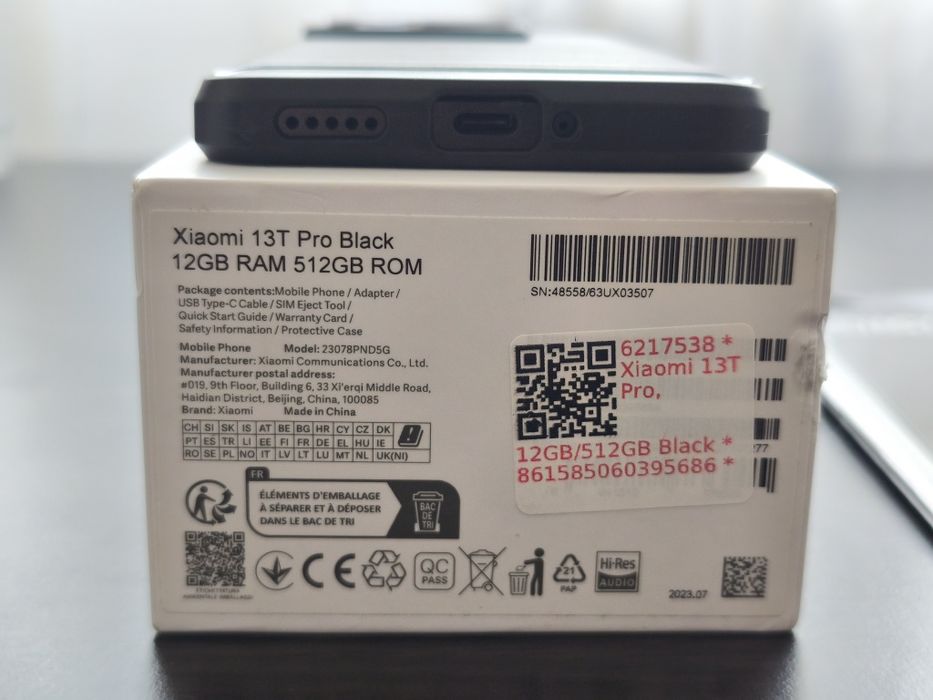 Xiaomi 13T Pro Black
12GB RAM 512GB ROM
Package contents:Mobile Phone / Adapter /
USB Type-C Cable / SIM Eject Tool /
Quick Start Guide / Warranty Card /
Safety Information / Protective Case
Mobile Phone Model: 23078PND5G
Manufacturer: Xiaomi Communications Co., Ltd.
Manufacturer postal address:
#019, 9th Floor, Building 6, 33 Xi'erqi Middle Road,
Haidian District, Beijing, China, 100085
Brand: Xiaomi Made in China
CH SI SK IS AT BE BG HR CY CZ DK
PT ES TR LI EE FI FR DE EL HU IE
RO SE PL NO IT LV LT LU MT NL UK(NI)
FR
ÉLÉMENTS D'EMBALLAGE
À SÉPARER ET À DÉPOSER
DANS LE BAC DE TRI
BAC
DE
TRI
ETICHETTATURA
AMBIENTALE IMBALLAGGI
CE
QC
PASS
21
PAP
Hi-Res
AUDIO
2023.07
SN:48558/63UX03507
6217538 *
Xiaomi 13T
Pro,
12GB/512GB Black *
861585060395686 *
277